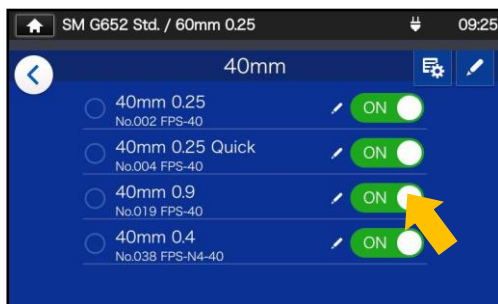 SM G652 Std. / 60mm 0.25 09:25
40mm
40mm 0.25 ON
No.002 FPS-40
40mm 0.25 Quick ON
No.004 FPS-40
40mm 0.9 ON
No.019 FPS-40
40mm 0.4 ON
No.038 FPS-N4-40